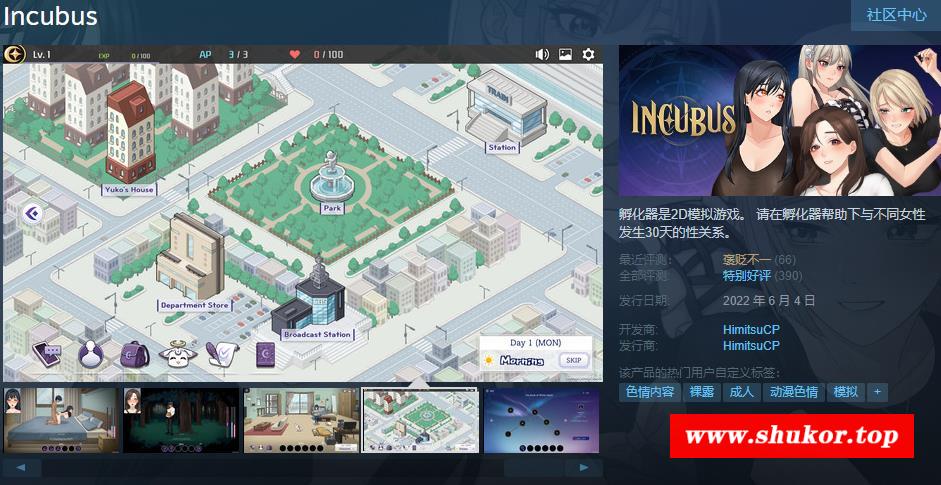 Incubus
社区中心
Lv. 1
EXP
0 / 100
AP
3 / 3
0 / 100
TRAIN
Station
Yuko's House
Park
Department Store
Broadcast Station
Day 1 (MON)
Morning
SKIP
INCUBUS
孵化器是2D模拟游戏。 请在孵化器帮助下与不同女性
发生30天的性关系。
最近评测: 褒贬不一 (66)
全部评测: 特别好评 (390)
发行日期: 2022 年 6 月 4 日
开发商: HimitsuCP
发行商: HimitsuCP
该产品的热门用户自定义标签:
色情内容 裸露 成人 动漫色情 模拟 +
www.shukor.top